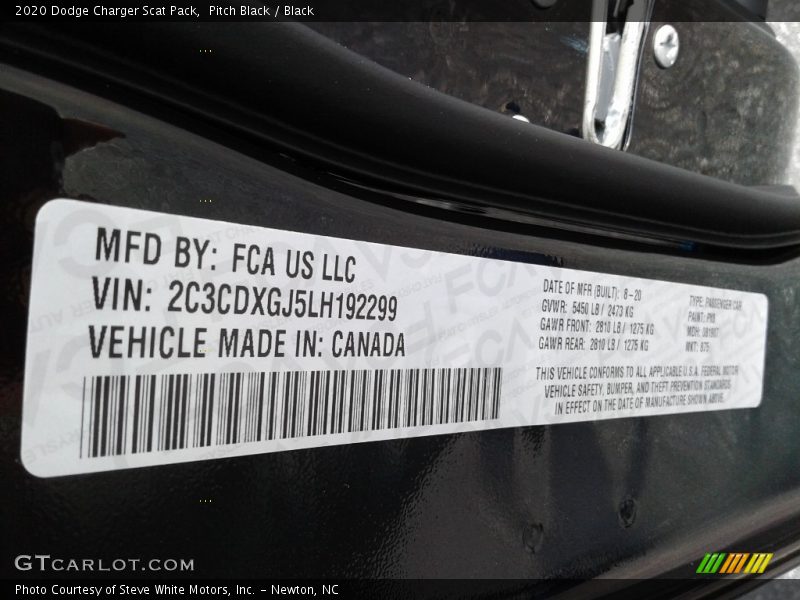 2020 Dodge Charger Scat Pack, Pitch Black / Black
MFD BY: FCA US LLC
VIN: 2C3CDXGJ5LH192299
VEHICLE MADE IN: CANADA
DATE OF MFR (BUILT): 8-20
GVWR: 5450 LB / 2473 KG
GAWR FRONT: 2810 LB / 1275 KG
GAWR REAR: 2810 LB / 1275 KG
TYPE: PASSENGER CAR
PAINT: PX8
MDH:
MKT: 875
THIS VEHICLE CONFORMS TO ALL APPLICABLE U.S.A. FEDERAL MOTOR
VEHICLE SAFETY, BUMPER, AND THEFT PREVENTION STANDARDS
IN EFFECT ON THE DATE OF MANUFACTURE SHOWN ABOVE.
GTCARLOT.COM
Photo Courtesy of Steve White Motors, Inc. – Newton, NC